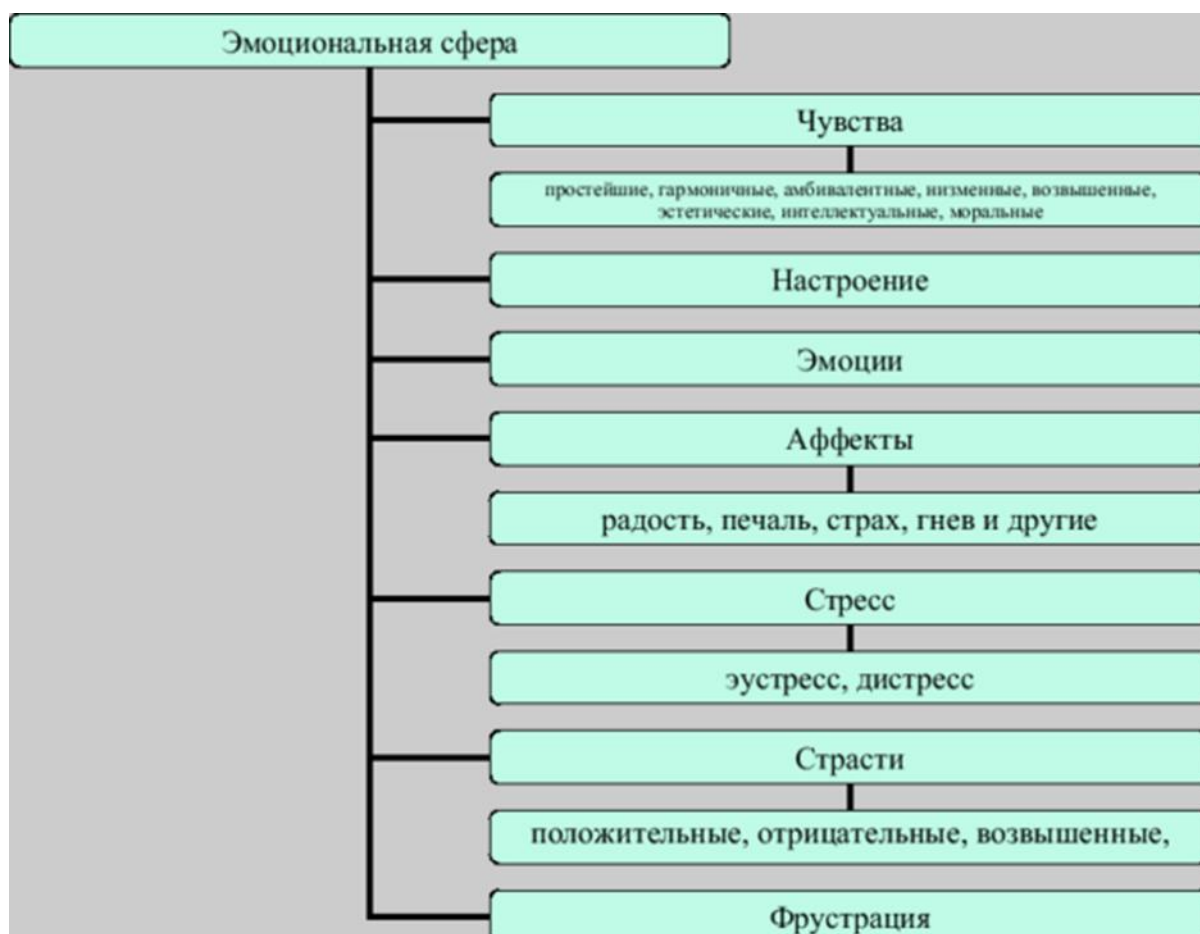 Эмоциональная сфера
Чувства
простейшие, гармоничные, амбивалентные, низменные, возвышенные,
эстетические, интеллектуальные, моральные
Настроение
Эмоции
Аффекты
радость, печаль, страх, гнев и другие
Стресс
эустресс, дистресс
Страсти
положительные, отрицательные, возвышенные,
Фрустрация